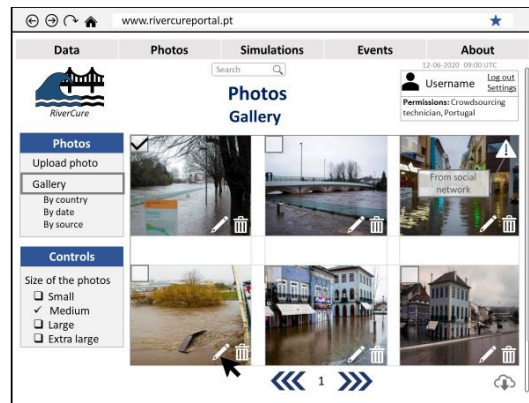 www.rivercureportal.pt
Data Photos Simulations Events About
12-06-2020 09:00 UTC
Search
Username
Log out
Settings
Permissions: Crowdsourcing
technician, Portugal
RiverCure
Photos
Gallery
Photos
Upload photo
Gallery
By country
By date
By source
From social
network
Controls
Size of the photos
Small
Medium
Large
Extra large
1